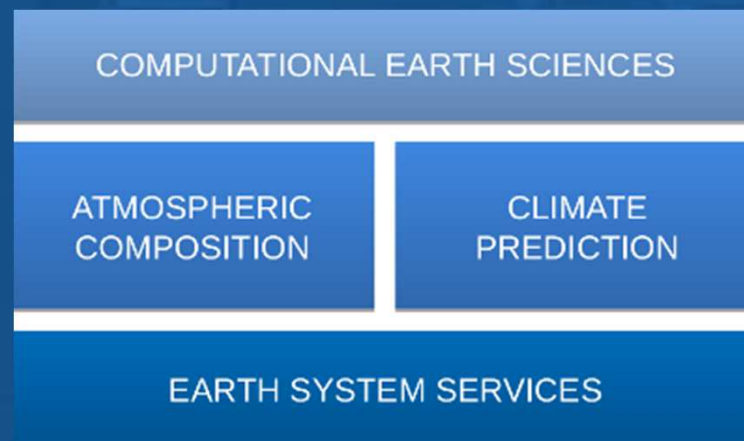 COMPUTATIONAL EARTH SCIENCES
ATMOSPHERIC
COMPOSITION
CLIMATE
PREDICTION
EARTH SYSTEM SERVICES